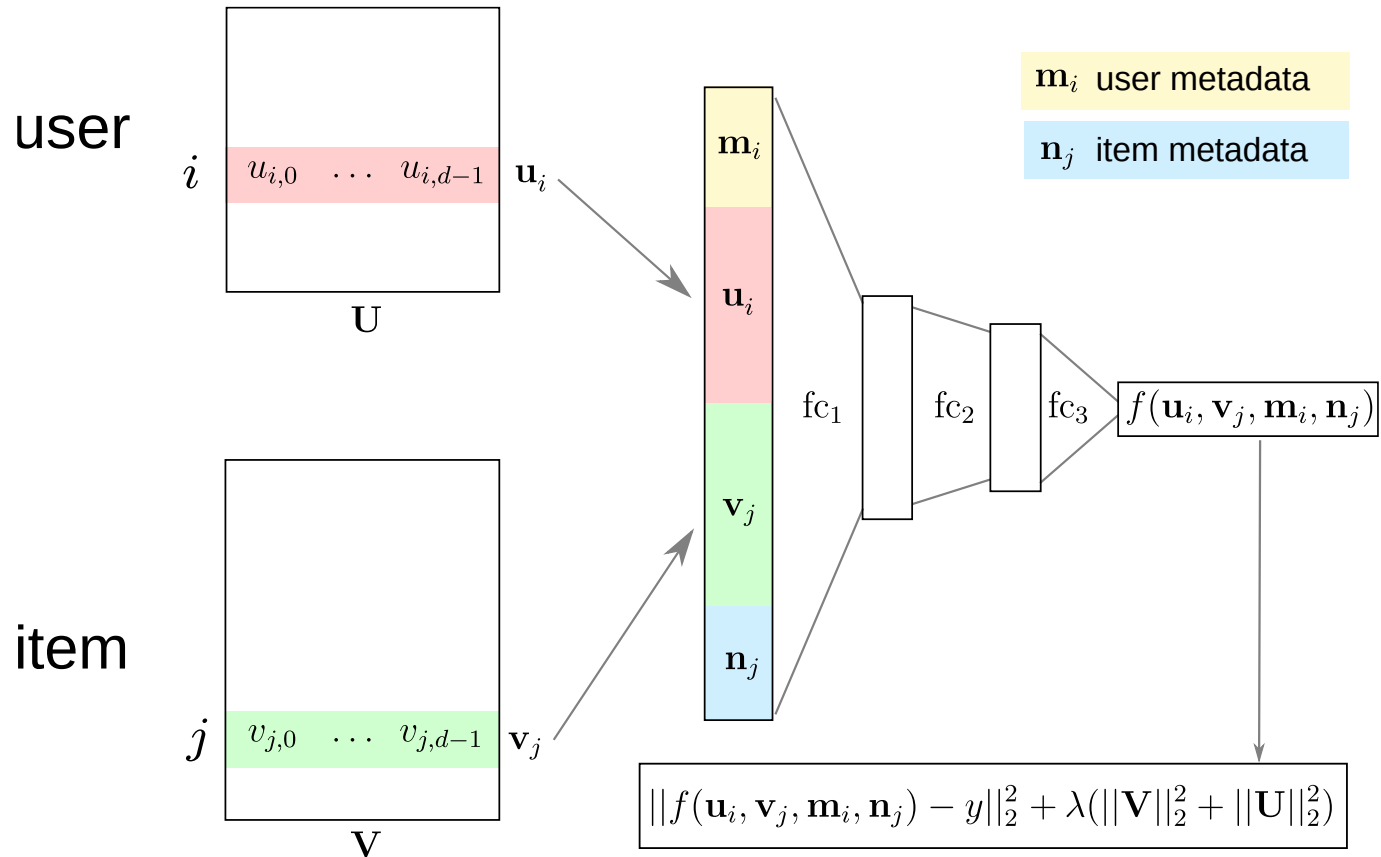 user
i
u_{i,0} ... u_{i,d−1}
𝐮_i
𝐔
item
j
v_{j,0} ... v_{j,d−1}
𝐯_j
𝐕
𝐦_i
𝐮_i
𝐯_j
𝐧_j
fc_1
fc_2
fc_3
f(𝐮_i, 𝐯_j, 𝐦_i, 𝐧_j)
𝐦_i user metadata
𝐧_j item metadata
||f(𝐮_i, 𝐯_j, 𝐦_i, 𝐧_j) − y||_2^2 + λ(||𝐕||_2^2 + ||𝐔||_2^2)